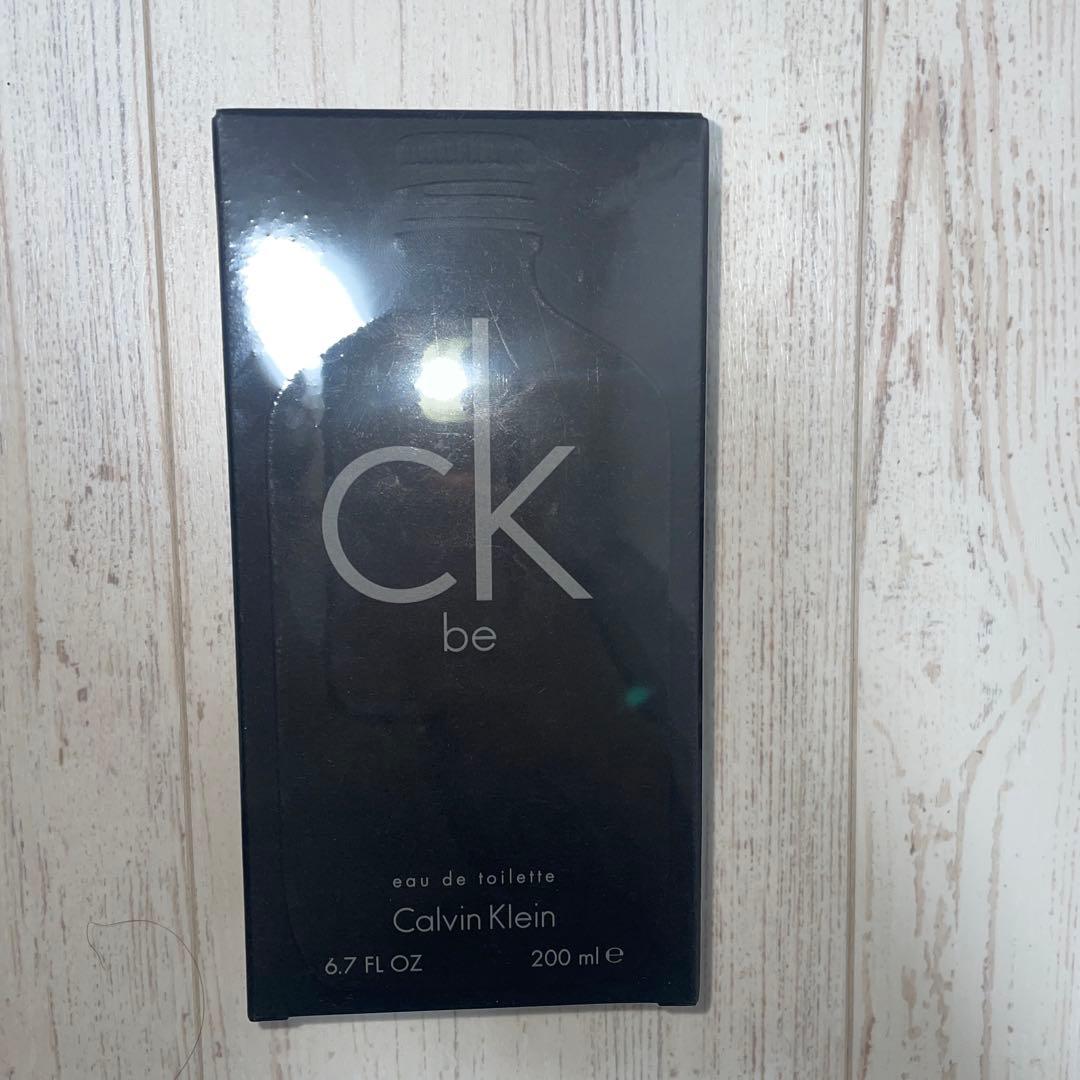 ck
be
eau de toilette
Calvin Klein
6.7 FL OZ 200 ml ℮